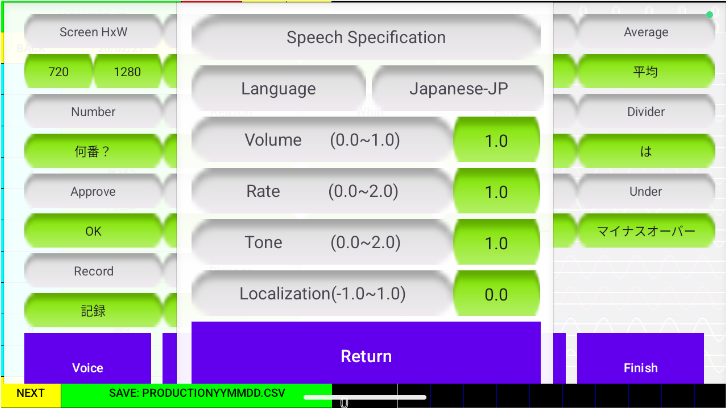 Screen HxW
720 1280
Number
何番？
Approve
OK
Record
記録
Voice
Speech Specification
Language Japanese-JP
Volume (0.0~1.0) 1.0
Rate (0.0~2.0) 1.0
Tone (0.0~2.0) 1.0
Localization(-1.0~1.0) 0.0
Return
Average
平均
Divider
は
Under
マイナスオーバー
Finish
NEXT SAVE: PRODUCTIONYYMMDD.CSV